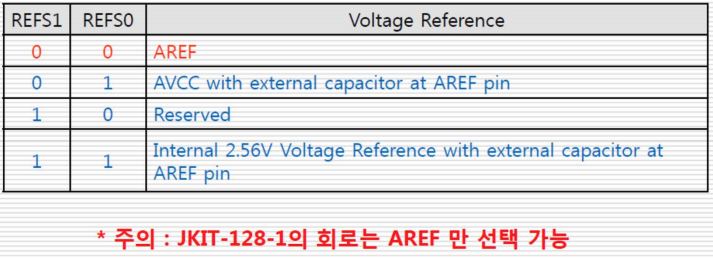 REFS1 REFS0 Voltage Reference
0 0 AREF
0 1 AVCC with external capacitor at AREF pin
1 0 Reserved
1 1 Internal 2.56V Voltage Reference with external capacitor at
AREF pin
* 주의 : JKIT-128-1의 회로는 AREF 만 선택 가능